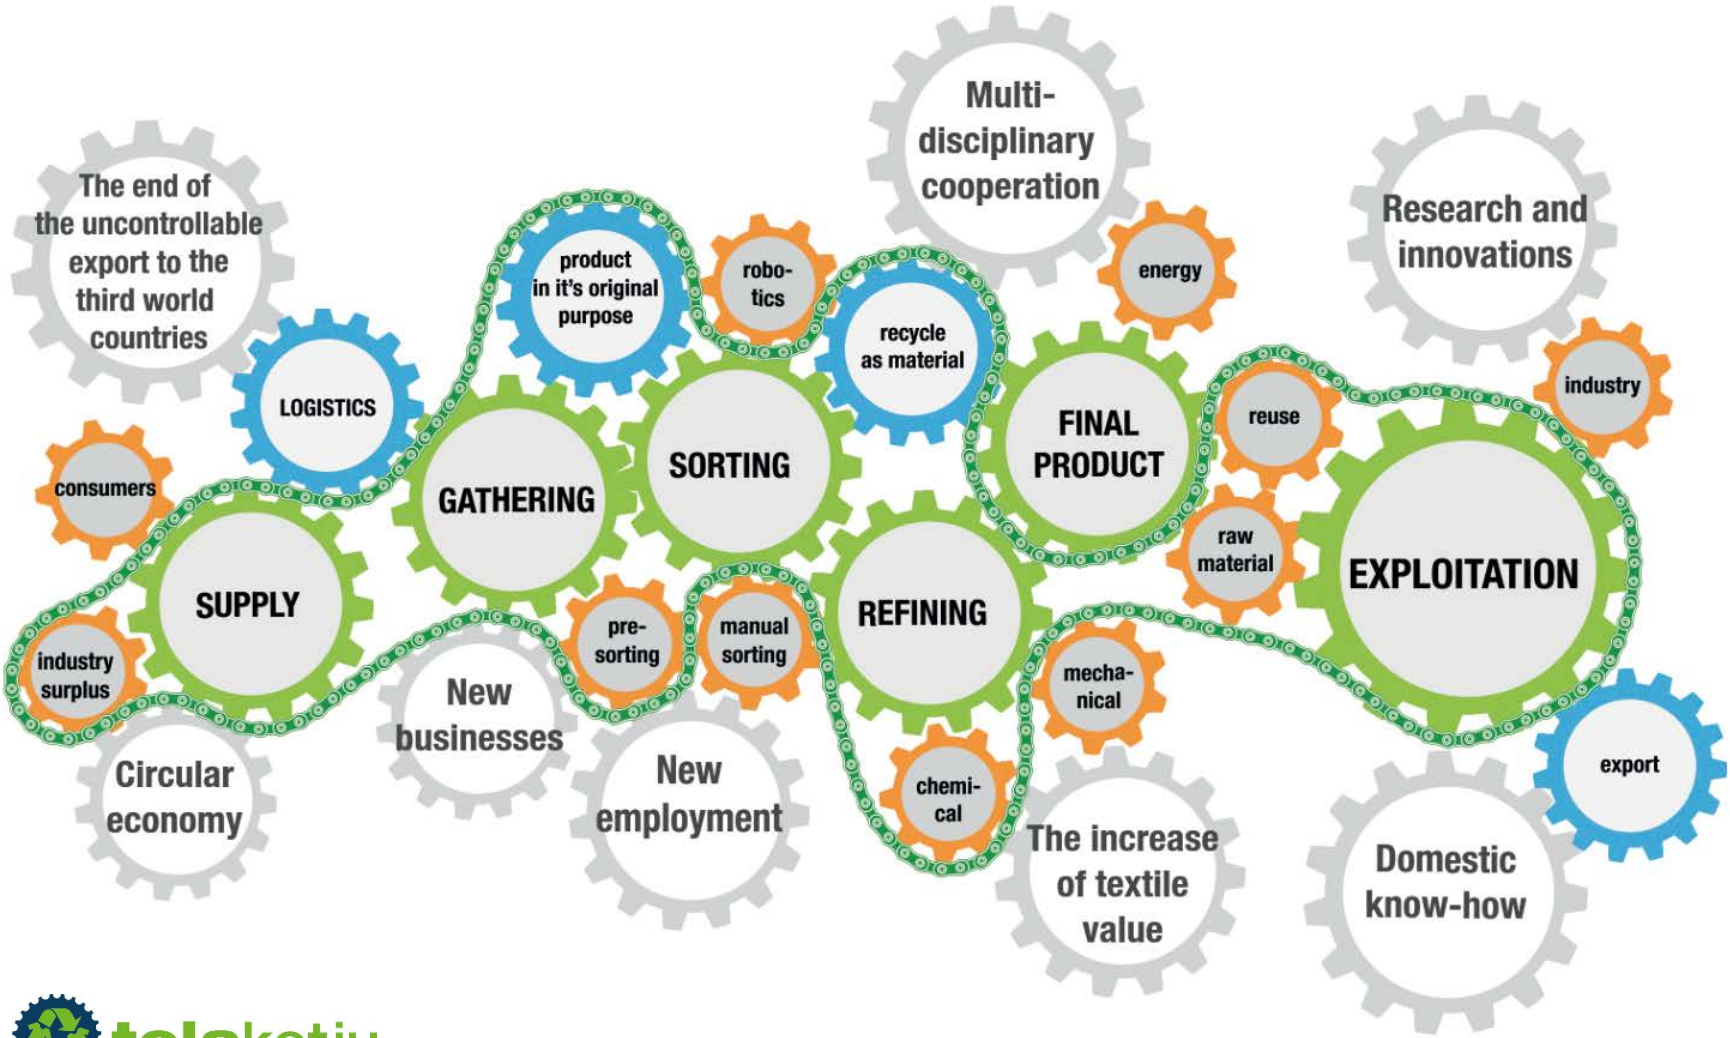 Multi-
disciplinary
cooperation
The end of
the uncontrollable
export to the
third world
countries
Research and
innovations
product
in it's original
purpose
robo-
tics
energy
recycle
as material
industry
LOGISTICS
consumers
GATHERING
SORTING
FINAL
PRODUCT
reuse
raw
material
EXPLOITATION
SUPPLY
REFINING
industry
surplus
pre-
sorting
manual
sorting
mecha-
nical
New
businesses
chemi-
cal
export
Circular
economy
New
employment
The increase
of textile
value
Domestic
know-how
telaketju